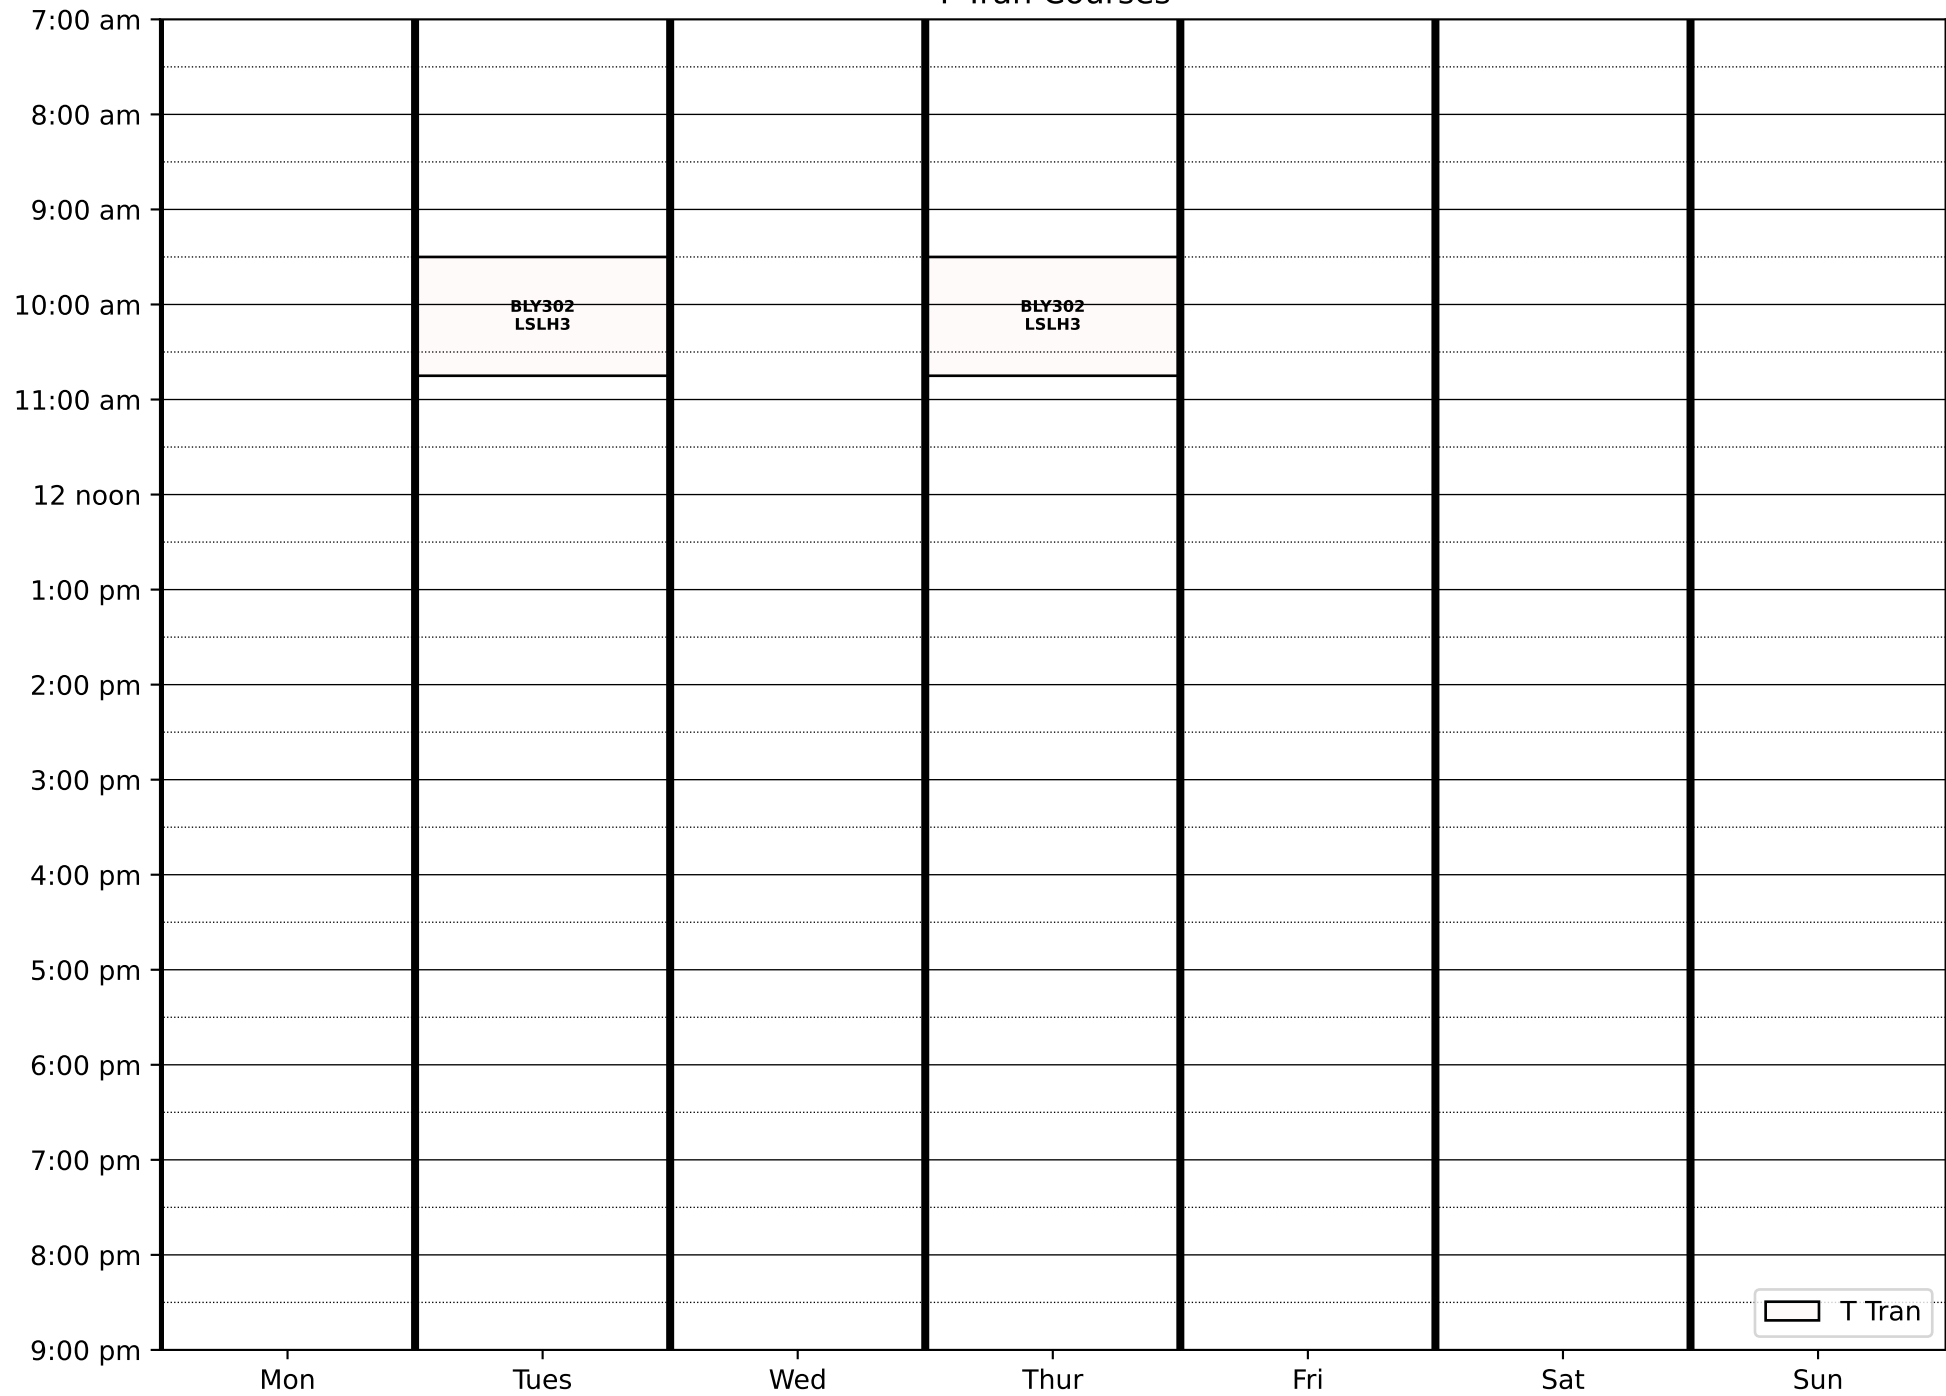 T Tran Courses
7:00 am
8:00 am
9:00 am
10:00 am
11:00 am
12 noon
1:00 pm
2:00 pm
3:00 pm
4:00 pm
5:00 pm
6:00 pm
7:00 pm
8:00 pm
9:00 pm
BLY302
LSLH3
BLY302
LSLH3
T Tran
Mon
Tues
Wed
Thur
Fri
Sat
Sun